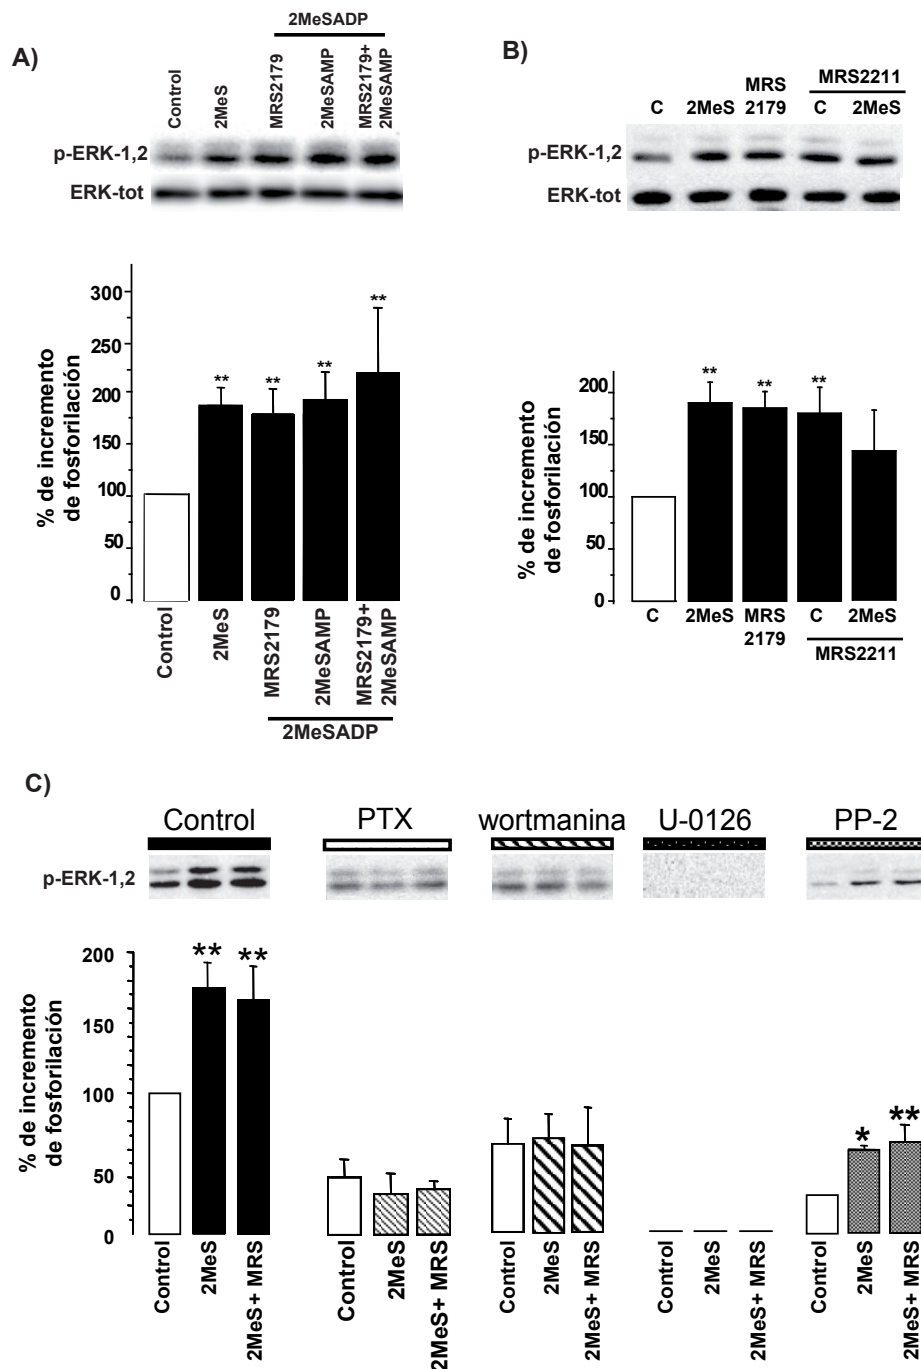 A)
2MeSADP
Control
2MeS
MRS2179
2MeSAMP
MRS2179+
2MeSAMP
p-ERK-1,2
ERK-tot
% de incremento
de fosforilación
300
250
200
150
100
50
0
**
**
**
**
Control
2MeS
MRS2179
2MeSAMP
MRS2179+
2MeSAMP
2MeSADP
B)
C
2MeS
MRS
2179
MRS2211
C
2MeS
p-ERK-1,2
ERK-tot
% de incremento
de fosforilación
200
150
100
50
0
**
**
**
C
2MeS
MRS
2179
C
2MeS
MRS2211
C)
Control
PTX
wortmanina
U-0126
PP-2
p-ERK-1,2
% de incremento
de fosforilación
200
150
100
50
0
**
**
*
**
Control
2MeS
2MeS+ MRS
Control
2MeS
2MeS+ MRS
Control
2MeS
2MeS+ MRS
Control
2MeS
2MeS+ MRS
Control
2MeS
2MeS+ MRS